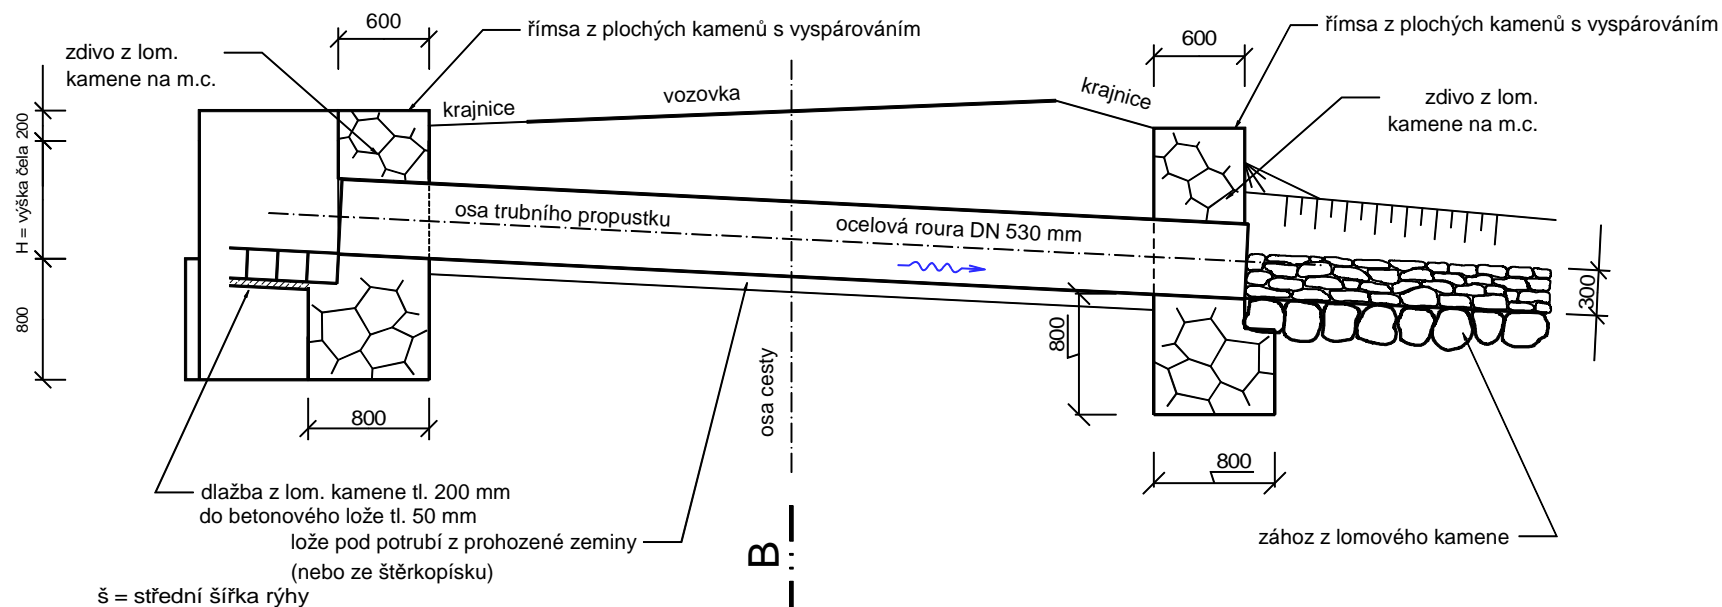 600
římsa z plochých kamenů s vyspárováním
zdivo z lom.
kamene na m.c.
krajnice
vozovka
krajnice
600
římsa z plochých kamenů s vyspárováním
zdivo z lom.
kamene na m.c.
H = výška čela 200
800
osa trubního propustku
ocelová roura DN 530 mm
300
800
800
osa cesty
800
dlažba z lom. kamene tl. 200 mm
do betonového lože tl. 50 mm
lože pod potrubí z prohozené zeminy
(nebo ze štěrkopísku)
š = střední šířka rýhy
B
zához z lomového kamene